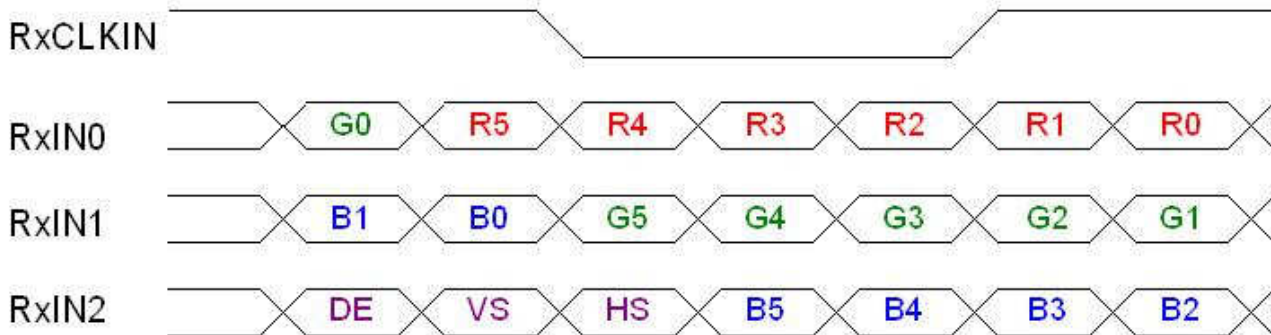 RxCLKIN
RxIN0 G0 R5 R4 R3 R2 R1 R0
RxIN1 B1 B0 G5 G4 G3 G2 G1
RxIN2 DE VS HS B5 B4 B3 B2